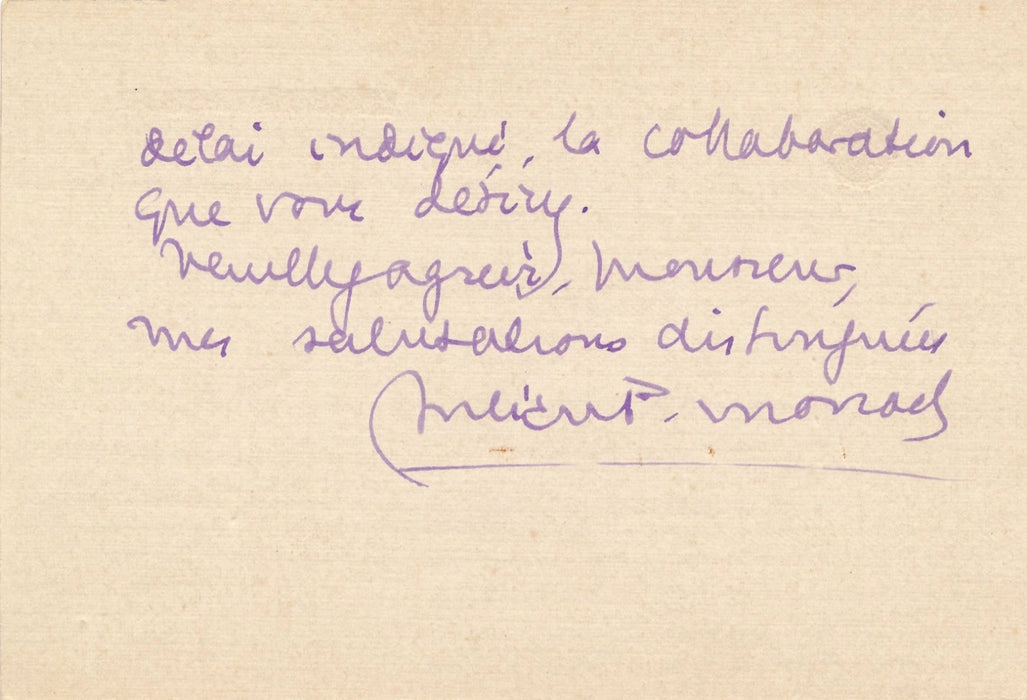 délai indiqué, la collaboration
que vous désirez.
Veuillez agréer, Monsieur,
mes salutations distinguées